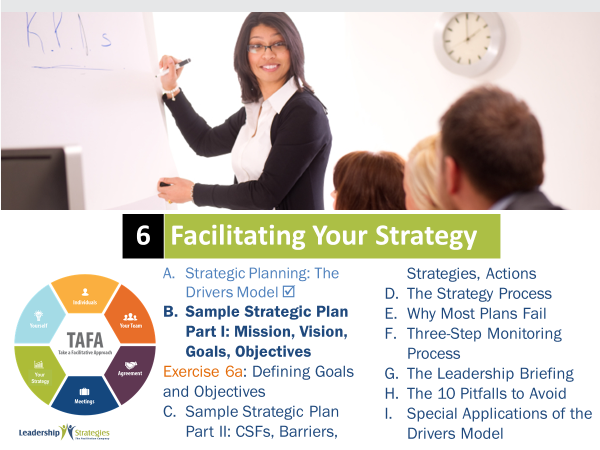 K.P.I's
6 Facilitating Your Strategy
A. Strategic Planning: The
Drivers Model ☑
B. Sample Strategic Plan
Part I: Mission, Vision,
Goals, Objectives
Exercise 6a: Defining Goals
and Objectives
C. Sample Strategic Plan
Part II: CSFs, Barriers,
Strategies, Actions
D. The Strategy Process
E. Why Most Plans Fail
F. Three-Step Monitoring
Process
G. The Leadership Briefing
H. The 10 Pitfalls to Avoid
I. Special Applications of the
Drivers Model
Individuals
Yourself
Your Team
TAFA
Take a Facilitative Approach
Your
Strategy
Agreement
Meetings
Leadership Strategies
The Facilitation Company